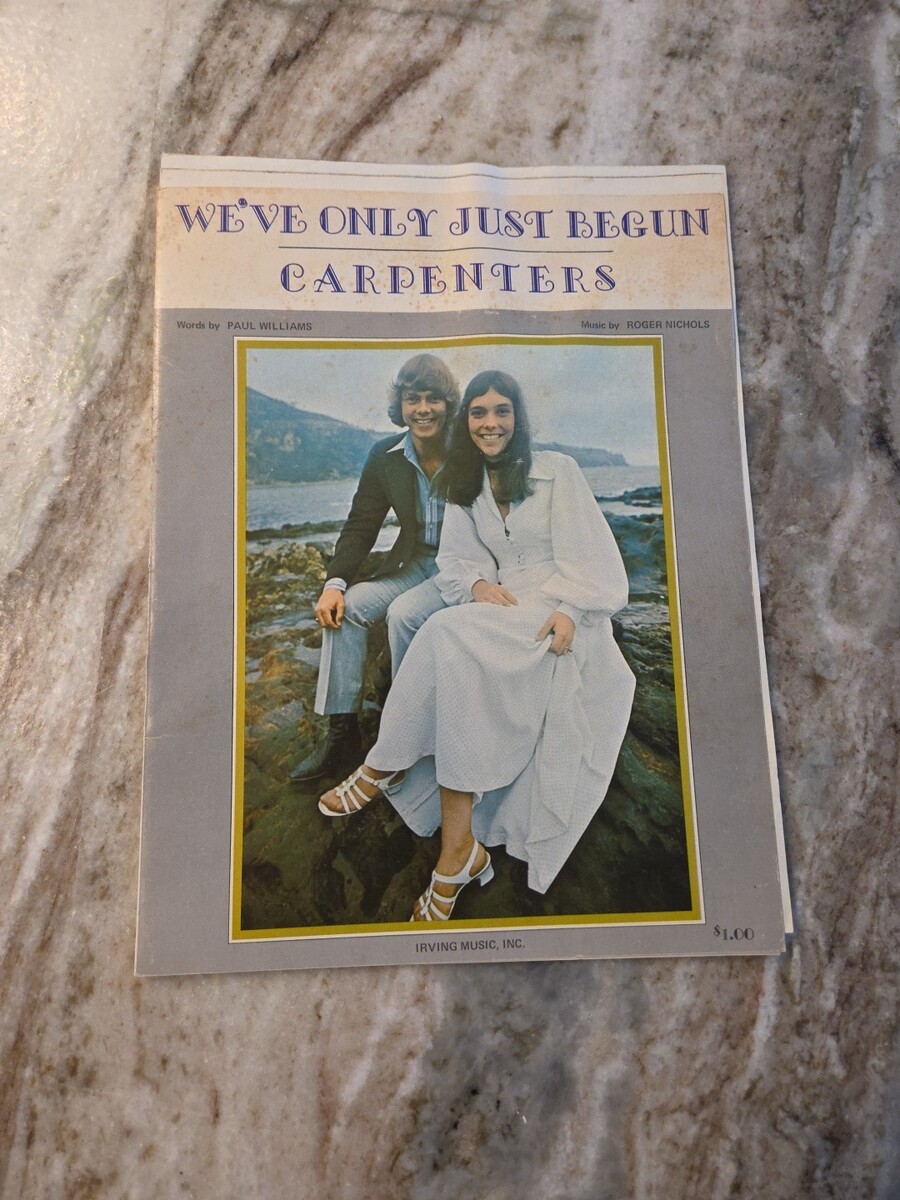 WE'VE ONLY JUST BEGUN
CARPENTERS
Words by PAUL WILLIAMS
Music by ROGER NICHOLS
IRVING MUSIC, INC.
$1.00